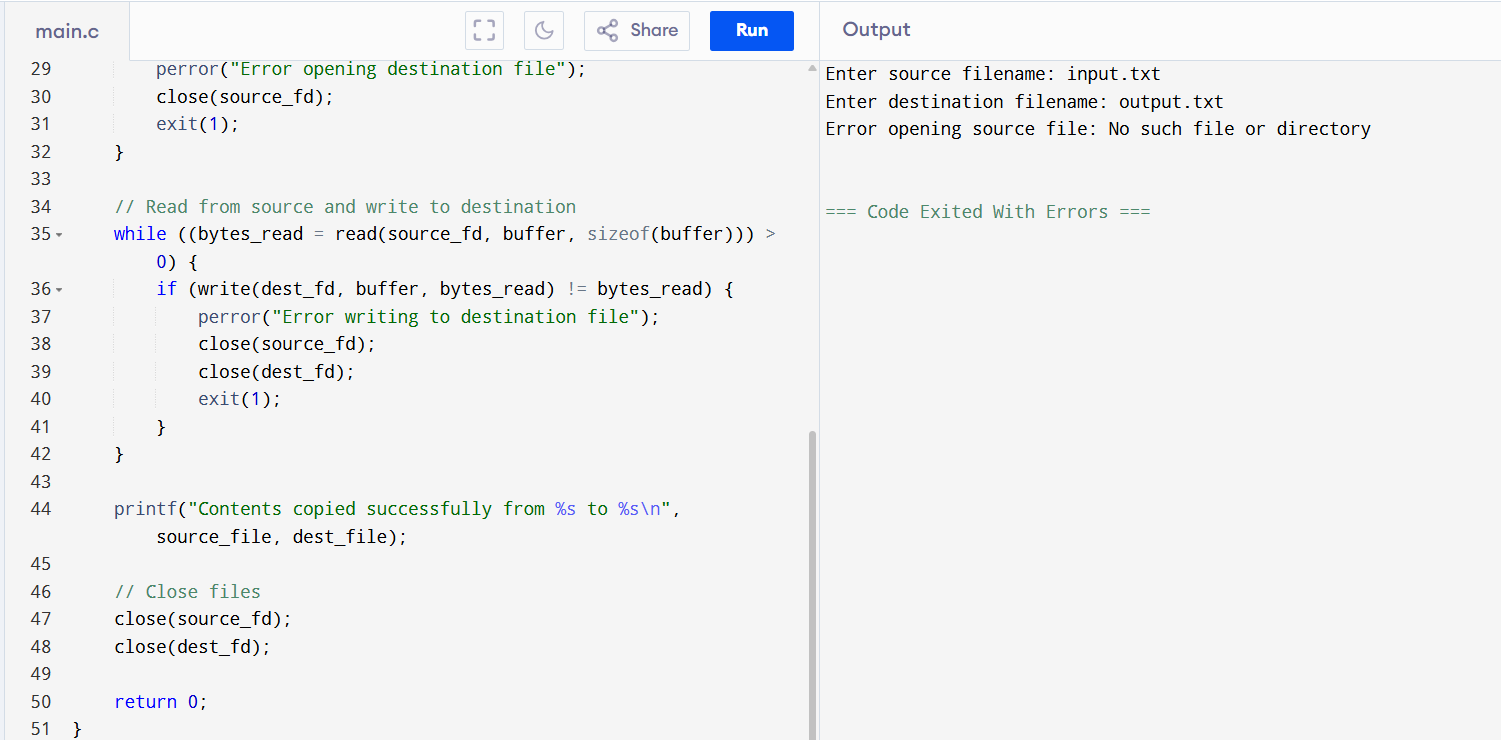 main.c
Share
Run
Output
29 perror("Error opening destination file");
30 close(source_fd);
31 exit(1);
32 }
33
34 // Read from source and write to destination
35 while ((bytes_read = read(source_fd, buffer, sizeof(buffer))) >
0) {
36 if (write(dest_fd, buffer, bytes_read) != bytes_read) {
37 perror("Error writing to destination file");
38 close(source_fd);
39 close(dest_fd);
40 exit(1);
41 }
42 }
43
44 printf("Contents copied successfully from %s to %s\n",
source_file, dest_file);
45
46 // Close files
47 close(source_fd);
48 close(dest_fd);
49
50 return 0;
51 }
Enter source filename: input.txt
Enter destination filename: output.txt
Error opening source file: No such file or directory
=== Code Exited With Errors ===